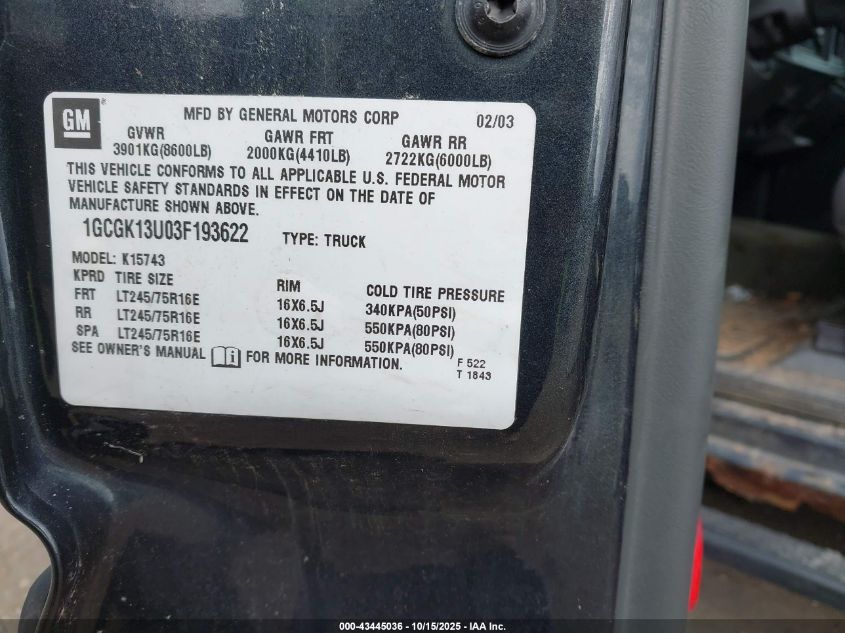 GM
MFD BY GENERAL MOTORS CORP 02/03
GVWR GAWR FRT GAWR RR
3901KG(8600LB) 2000KG(4410LB) 2722KG(6000LB)
THIS VEHICLE CONFORMS TO ALL APPLICABLE U.S. FEDERAL MOTOR
VEHICLE SAFETY STANDARDS IN EFFECT ON THE DATE OF
MANUFACTURE SHOWN ABOVE.
1GCGK13U03F193622 TYPE: TRUCK
MODEL: K15743
KPRD TIRE SIZE RIM COLD TIRE PRESSURE
FRT LT245/75R16E 16X6.5J 340KPA(50PSI)
RR LT245/75R16E 16X6.5J 550KPA(80PSI)
SPA LT245/75R16E 16X6.5J 550KPA(80PSI)
SEE OWNER'S MANUAL FOR MORE INFORMATION.
F 522
T 1843
000-43445036 - 10/15/2025 - IAA Inc.